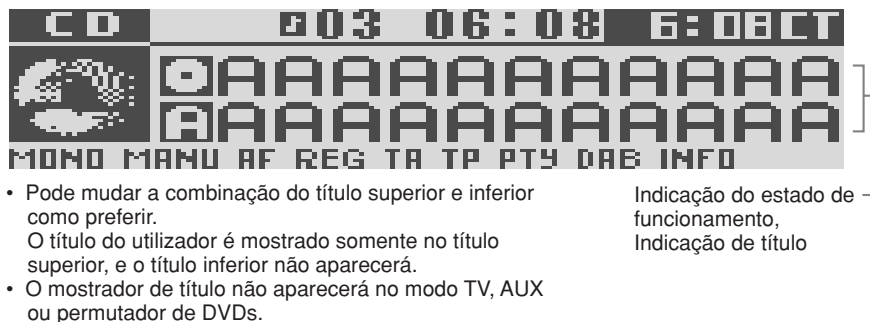 CD ♪03 06:08 6:08CT
AAAAAAAAAAAA
A AAAAAAAAAAAA
MONO MANU AF REG TA TP PTY DAB INFO
• Pode mudar a combinação do título superior e inferior
como preferir.
O título do utilizador é mostrado somente no título
superior, e o título inferior não aparecerá.
• O mostrador de título não aparecerá no modo TV, AUX
ou permutador de DVDs.
Indicação do estado de
funcionamento,
Indicação de título